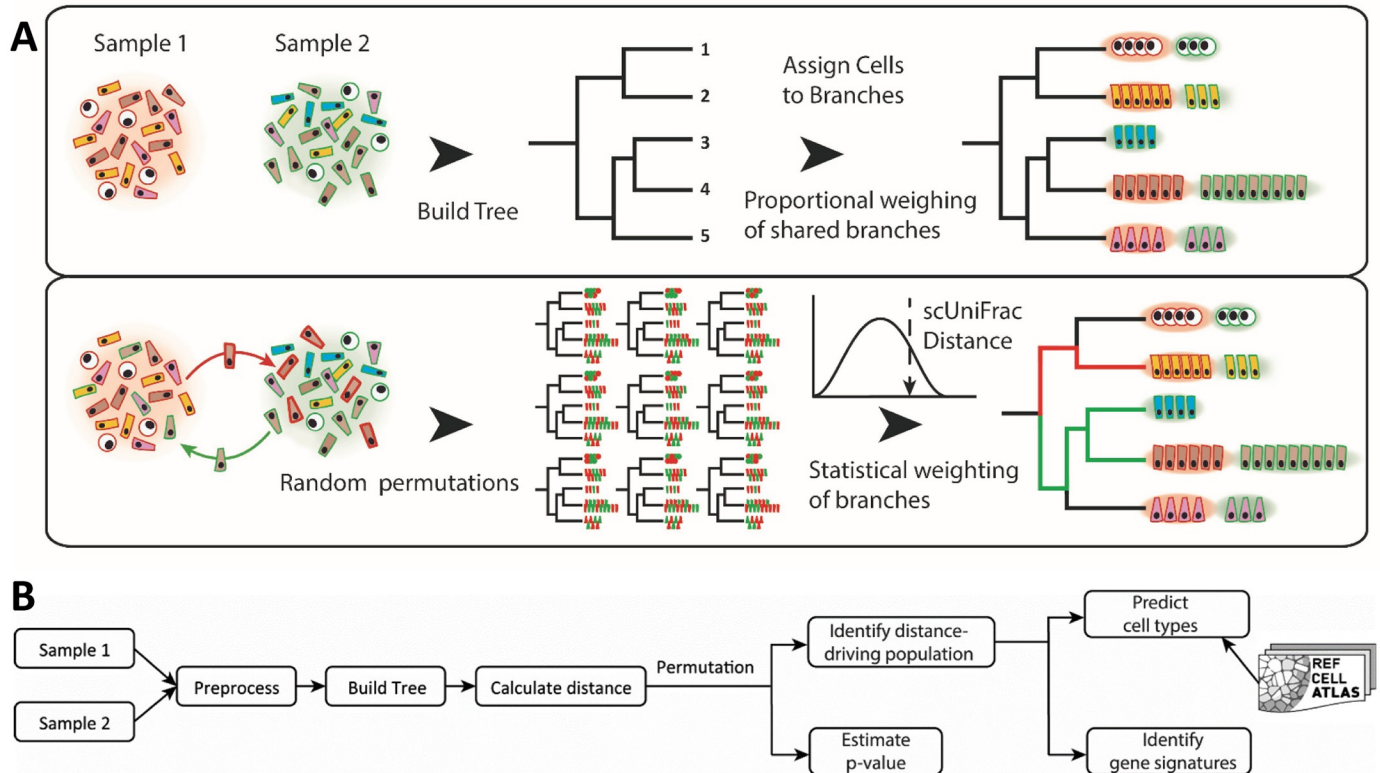 A
Sample 1
Sample 2
Build Tree
1
2
3
4
5
Assign Cells
to Branches
Proportional weighing
of shared branches
Random permutations
scUniFrac
Distance
Statistical weighting
of branches
B
Sample 1
Sample 2
Preprocess
Build Tree
Calculate distance
Permutation
Identify distance-
driving population
Estimate
p-value
Predict
cell types
Identify
gene signatures
REF
CELL
ATLAS